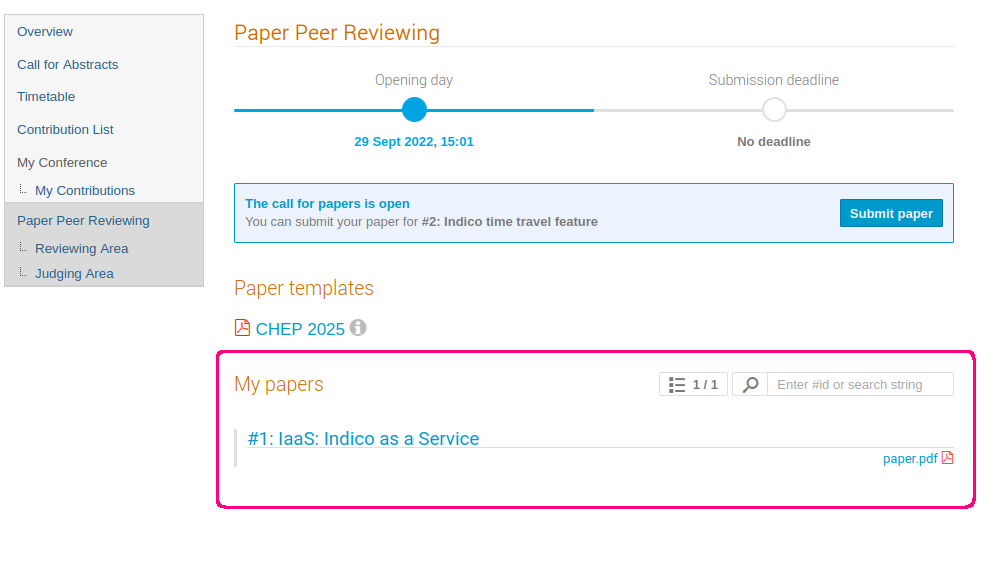 Overview
Call for Abstracts
Timetable
Contribution List
My Conference
My Contributions
Paper Peer Reviewing
Reviewing Area
Judging Area
Paper Peer Reviewing
Opening day
Submission deadline
29 Sept 2022, 15:01
No deadline
The call for papers is open
You can submit your paper for #2: Indico time travel feature
Submit paper
Paper templates
CHEP 2025
My papers
1 / 1
Enter #id or search string
#1: IaaS: Indico as a Service
paper.pdf